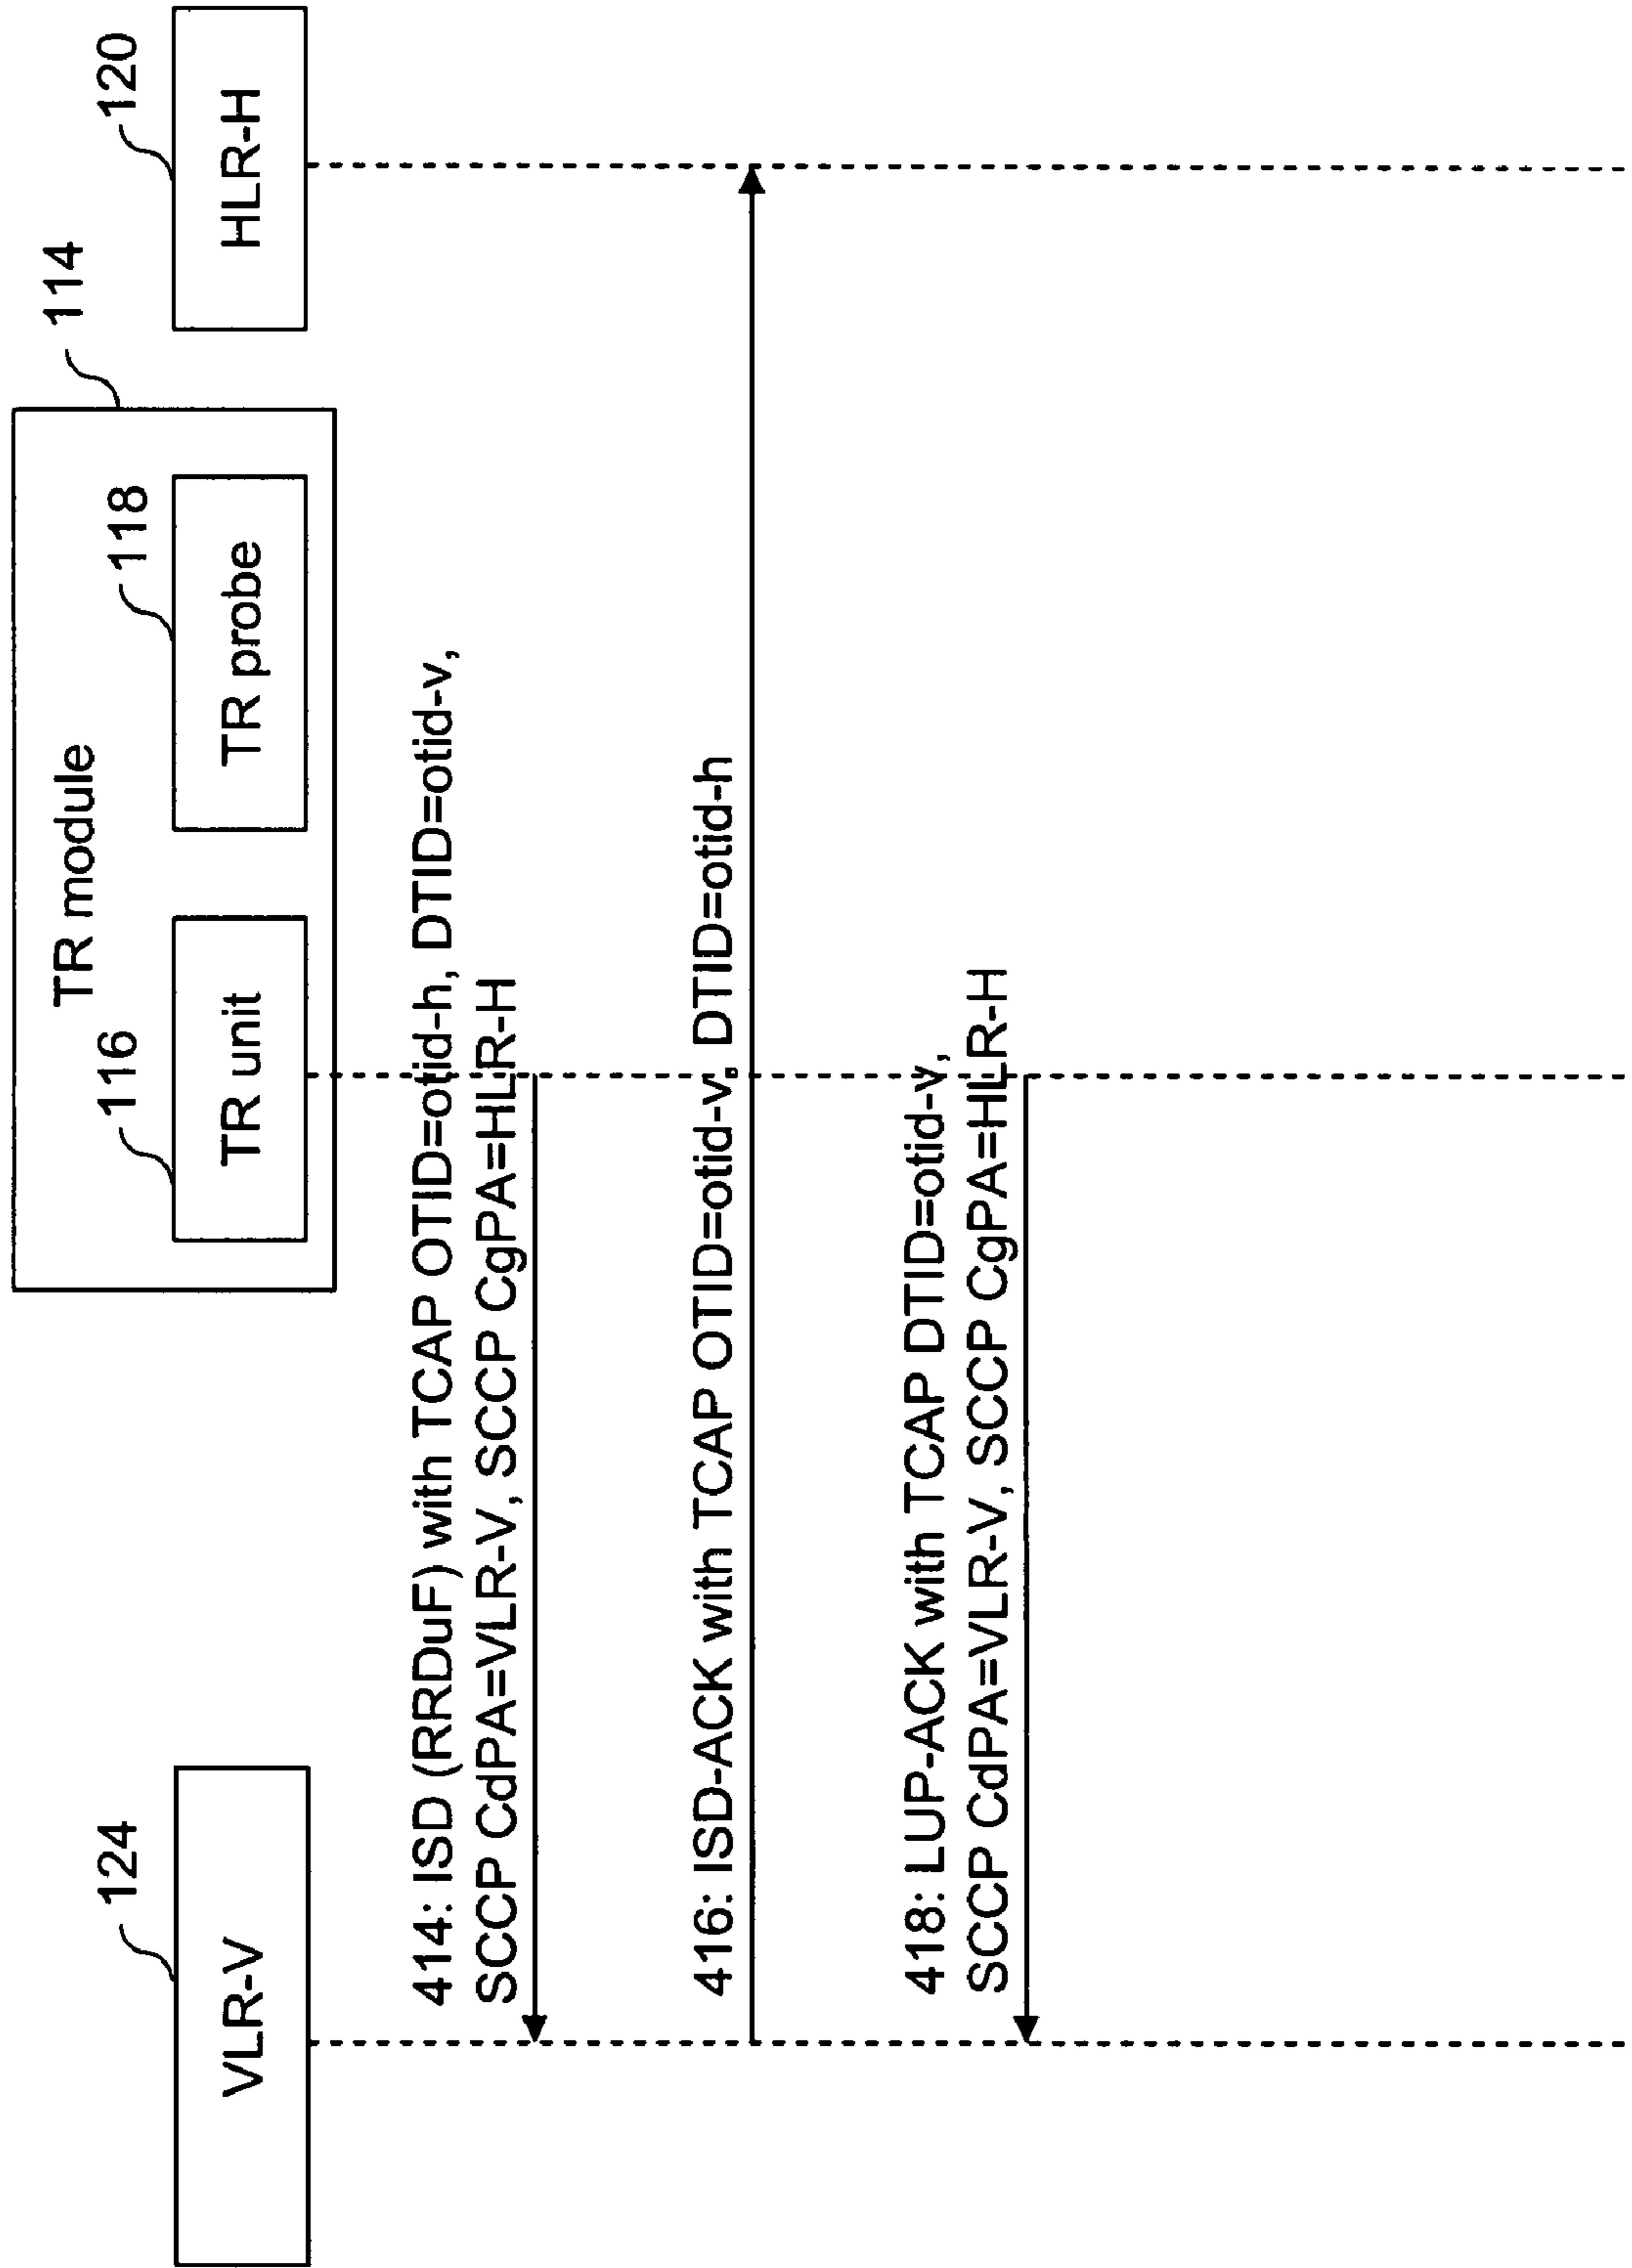 124
VLR-V
TR module
116
TR unit
118
TR probe
114
120
HLR-H
414: ISD (RRDuF) with TCAP OTID=otid-h, DTID=otid-v,
SCCP CdPA=VLR-V, SCCP CgPA=HLR-H
416: ISD-ACK with TCAP OTID=otid-v, DTID=otid-h
418: LUP-ACK with TCAP DTID=otid-v,
SCCP CdPA=VLR-V, SCCP CgPA=HLR-H